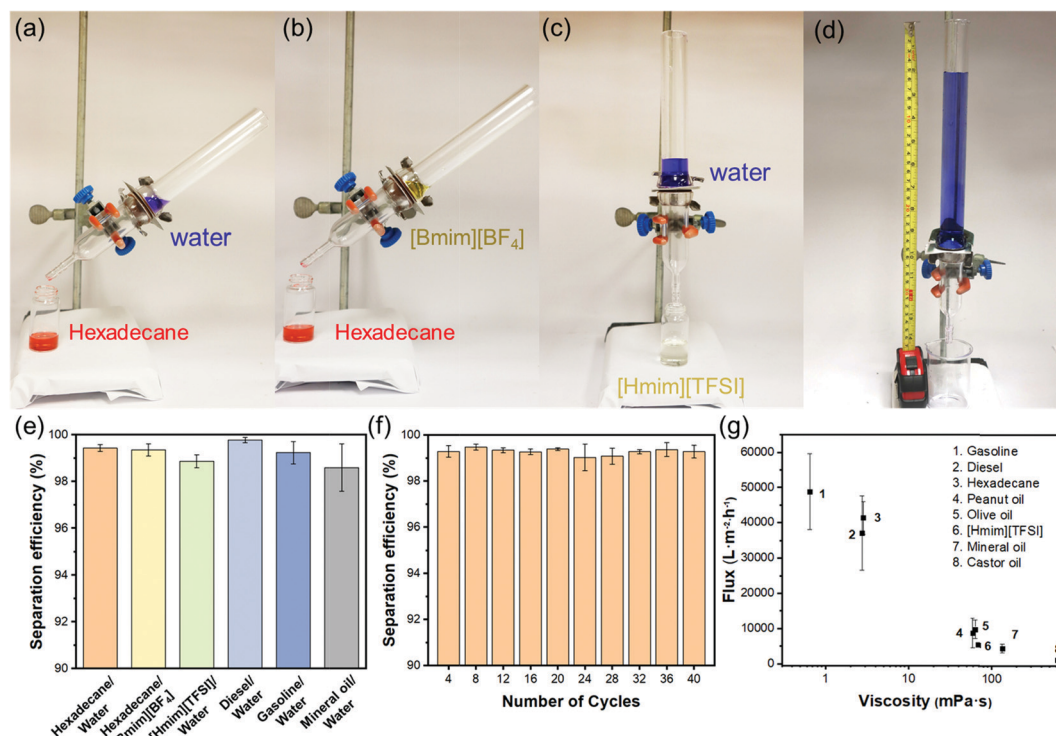 (a)
water
Hexadecane
(b)
[Bmim][BF₄]
Hexadecane
(c)
water
[Hmim][TFSI]
(d)
(e)
Separation efficiency (%)
100
98
96
94
92
90
Hexadecane/
Water
Hexadecane/
Bmim][BF₄]
[Hmim][TFSI]/
Water
Diesel/
Water
Gasoline/
Water
Mineral oil/
Water
(f)
Separation efficiency (%)
100
98
96
94
92
90
4 8 12 16 20 24 28 32 36 40
Number of Cycles
(g)
Flux (L·m⁻²·h⁻¹)
60000
50000
40000
30000
20000
10000
0
1. Gasoline
2. Diesel
3. Hexadecane
4. Peanut oil
5. Olive oil
6. [Hmim][TFSI]
7. Mineral oil
8. Castor oil
1
3
2
5
4
7
6
1 10 100
Viscosity (mPa·s)